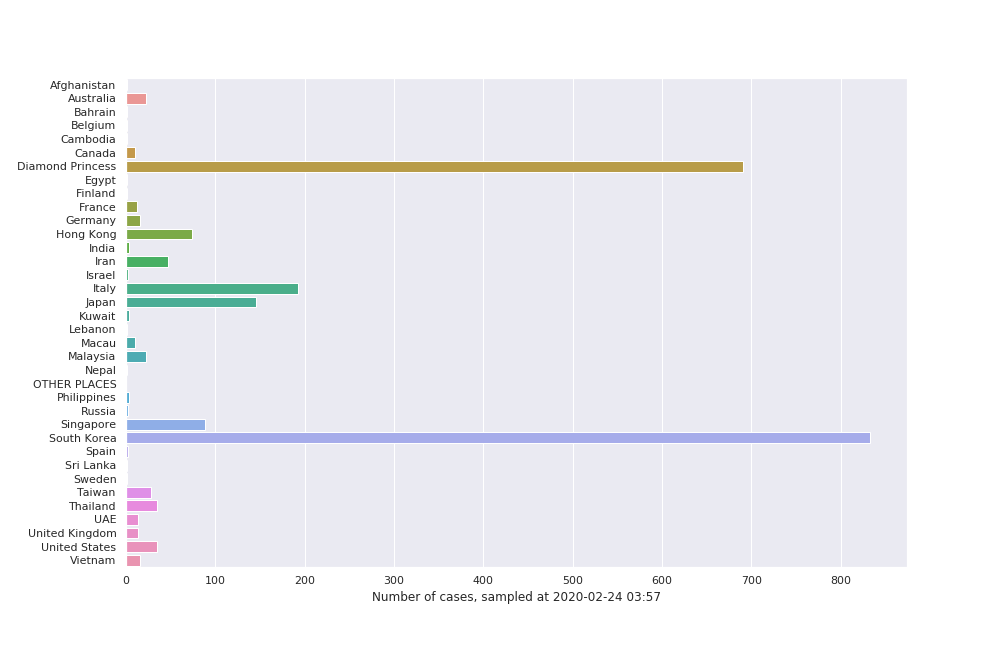 Afghanistan
Australia
Bahrain
Belgium
Cambodia
Canada
Diamond Princess
Egypt
Finland
France
Germany
Hong Kong
India
Iran
Israel
Italy
Japan
Kuwait
Lebanon
Macau
Malaysia
Nepal
OTHER PLACES
Philippines
Russia
Singapore
South Korea
Spain
Sri Lanka
Sweden
Taiwan
Thailand
UAE
United Kingdom
United States
Vietnam
0 100 200 300 400 500 600 700 800
Number of cases, sampled at 2020-02-24 03:57